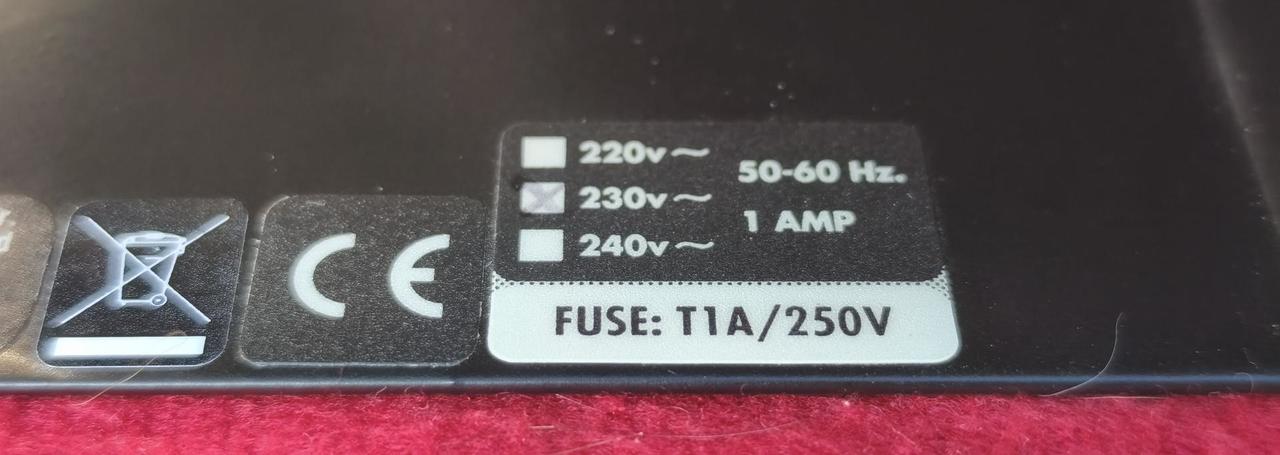 220v~
230v~
240v~
50-60 Hz.
1 AMP
CE
FUSE: T1A/250V